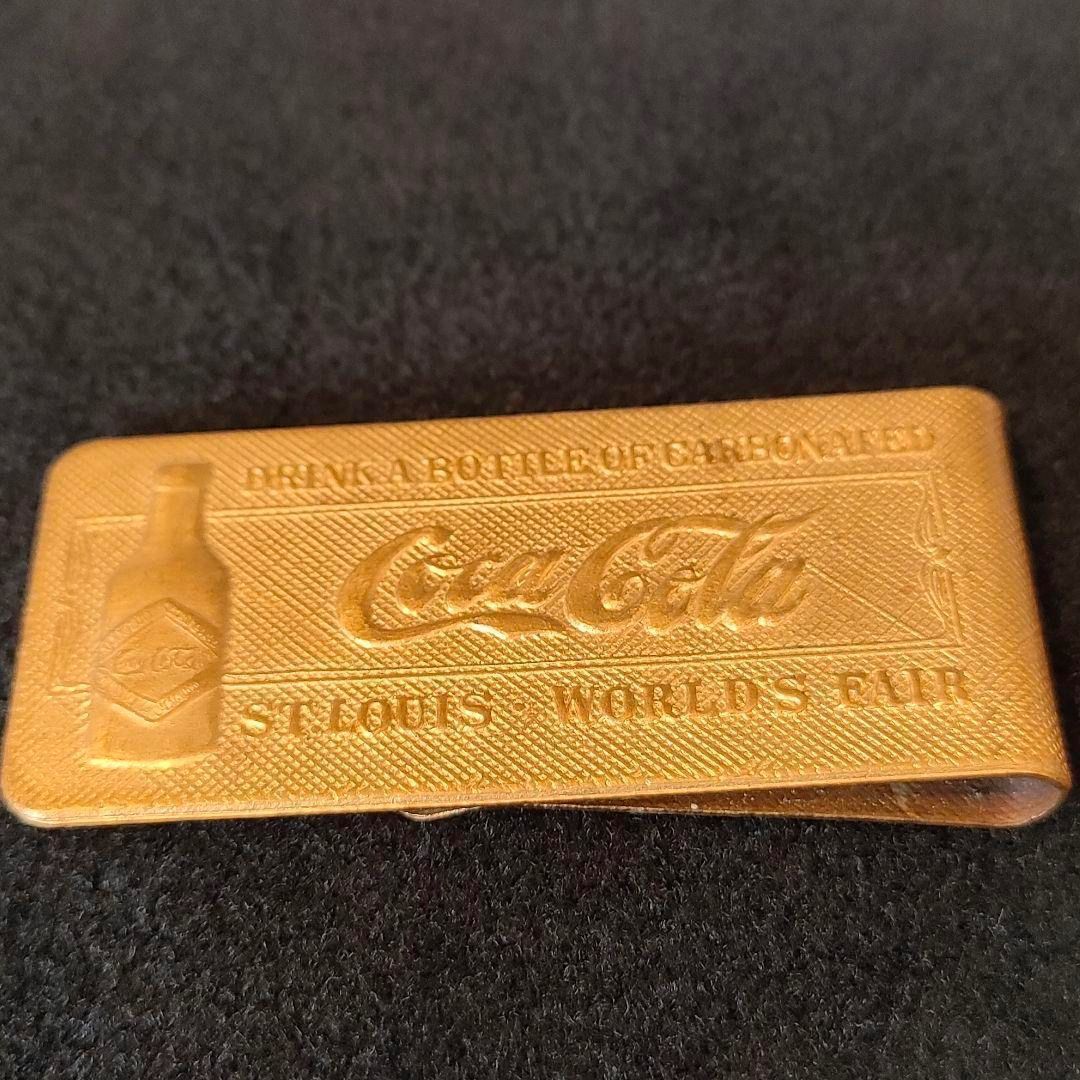 DRINK A BOTTLE OF CARBONATED
Coca Cola
ST LOUIS · WORLD'S FAIR